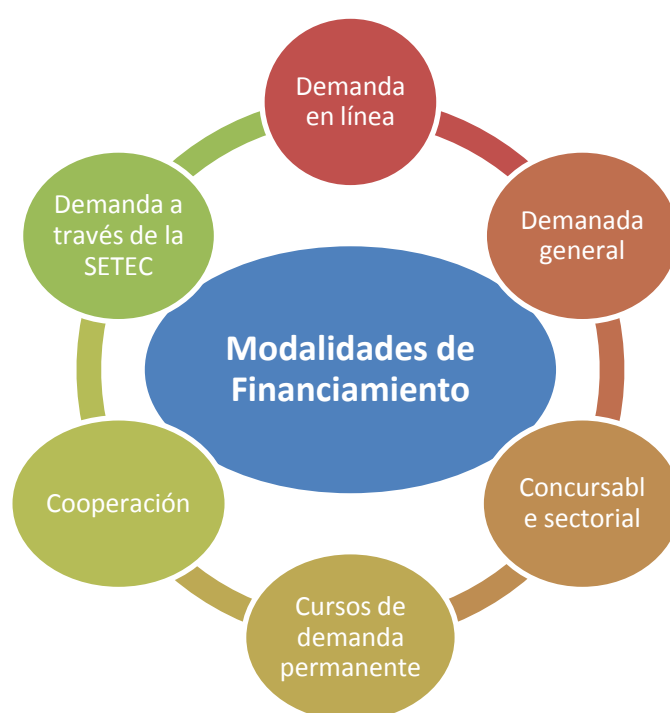 Demanda
en línea
Demanada
general
Concursabl
e sectorial
Cursos de
demanda
permanente
Cooperación
Demanda a
través de la
SETEC
Modalidades de
Financiamiento